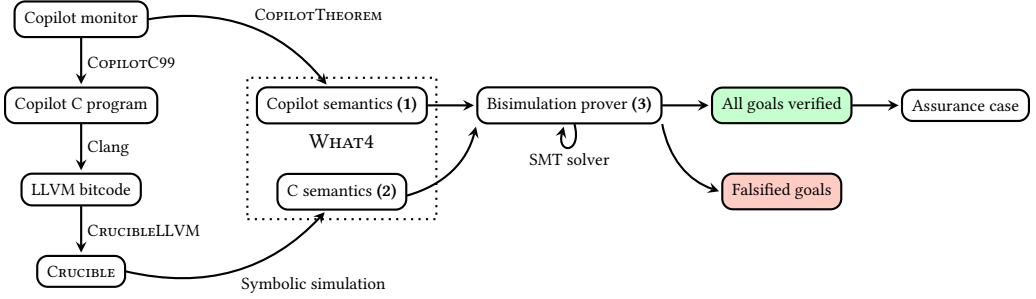 Copilot monitor
COPILOTTHEOREM
COPILOTC99
Copilot C program
Copilot semantics (1)
Bisimulation prover (3)
All goals verified
Assurance case
WHAT4
Clang
SMT solver
LLVM bitcode
C semantics (2)
Falsified goals
CRUCIBLELLVM
CRUCIBLE
Symbolic simulation